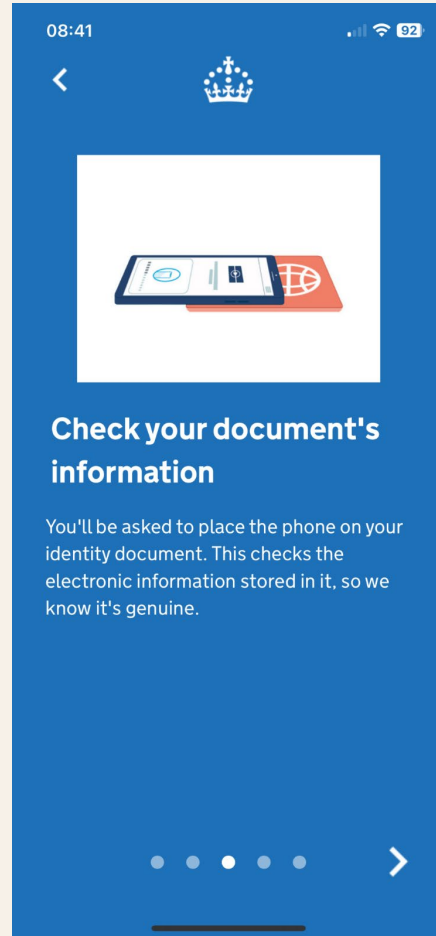 08:41
92
Check your document's
information
You'll be asked to place the phone on your
identity document. This checks the
electronic information stored in it, so we
know it's genuine.